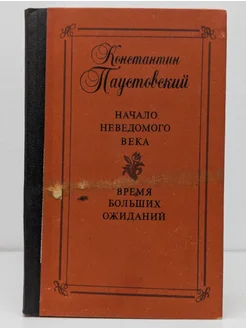 Константин
Паустовский
НАЧАЛО
НЕВЕДОМОГО
ВЕКА
ВРЕМЯ
БОЛЬШИХ
ОЖИДАНИЙ